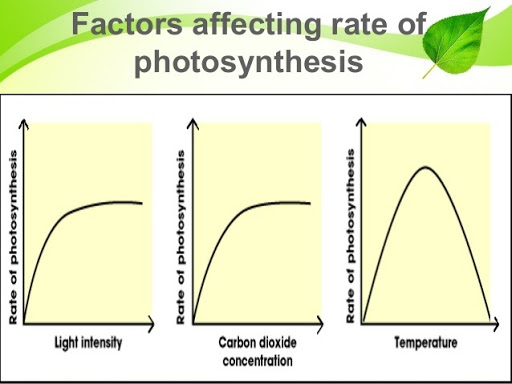 Factors affecting rate of
photosynthesis
Rate of photosynthesis
Light intensity
Rate of photosynthesis
Carbon dioxide
concentration
Rate of photosynthesis
Temperature